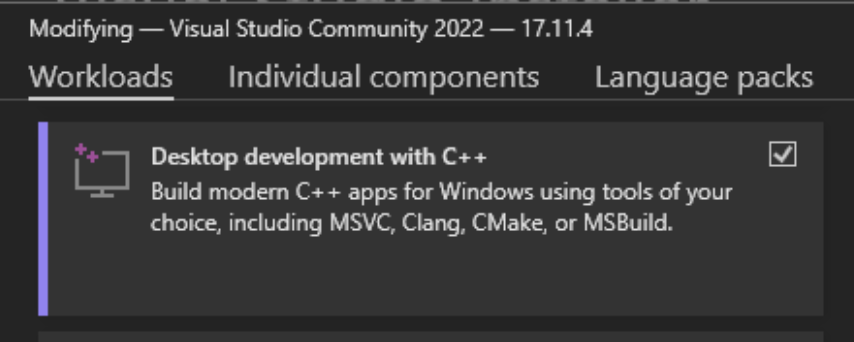 Modifying — Visual Studio Community 2022 — 17.11.4
Workloads Individual components Language packs
Desktop development with C++
Build modern C++ apps for Windows using tools of your
choice, including MSVC, Clang, CMake, or MSBuild.